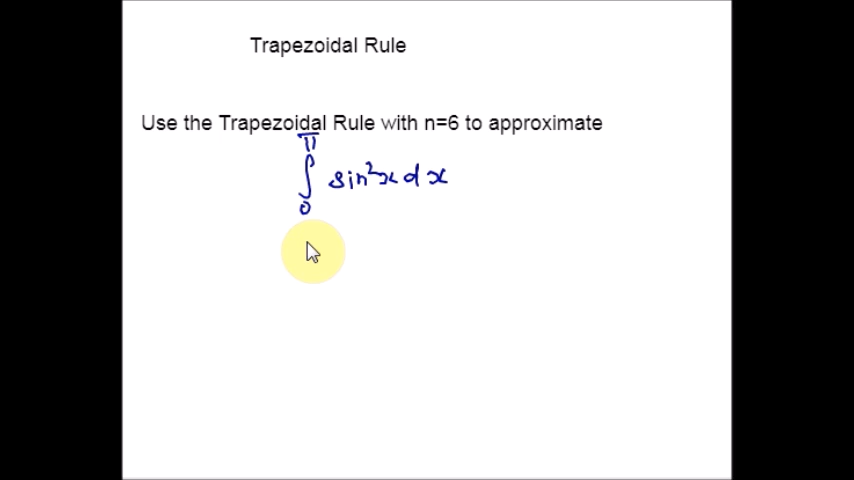 Trapezoidal Rule
Use the Trapezoidal Rule with n=6 to approximate
∫₀^π sin²x dx